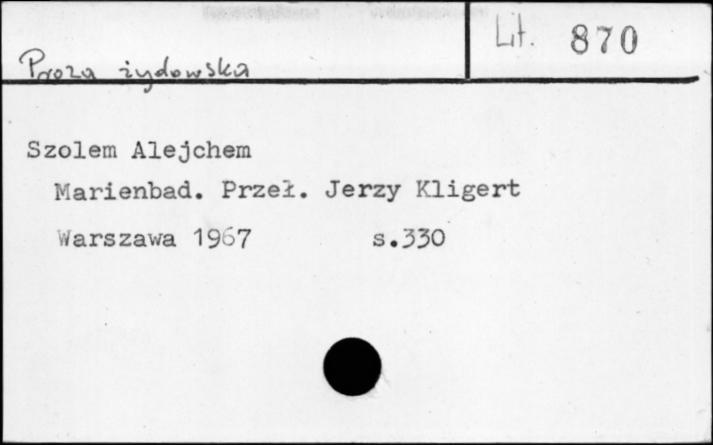 Lit. 870
Proza żydowska
Szolem Alejchem
Marienbad. Przeł. Jerzy Kligert
Warszawa 1967 s.330